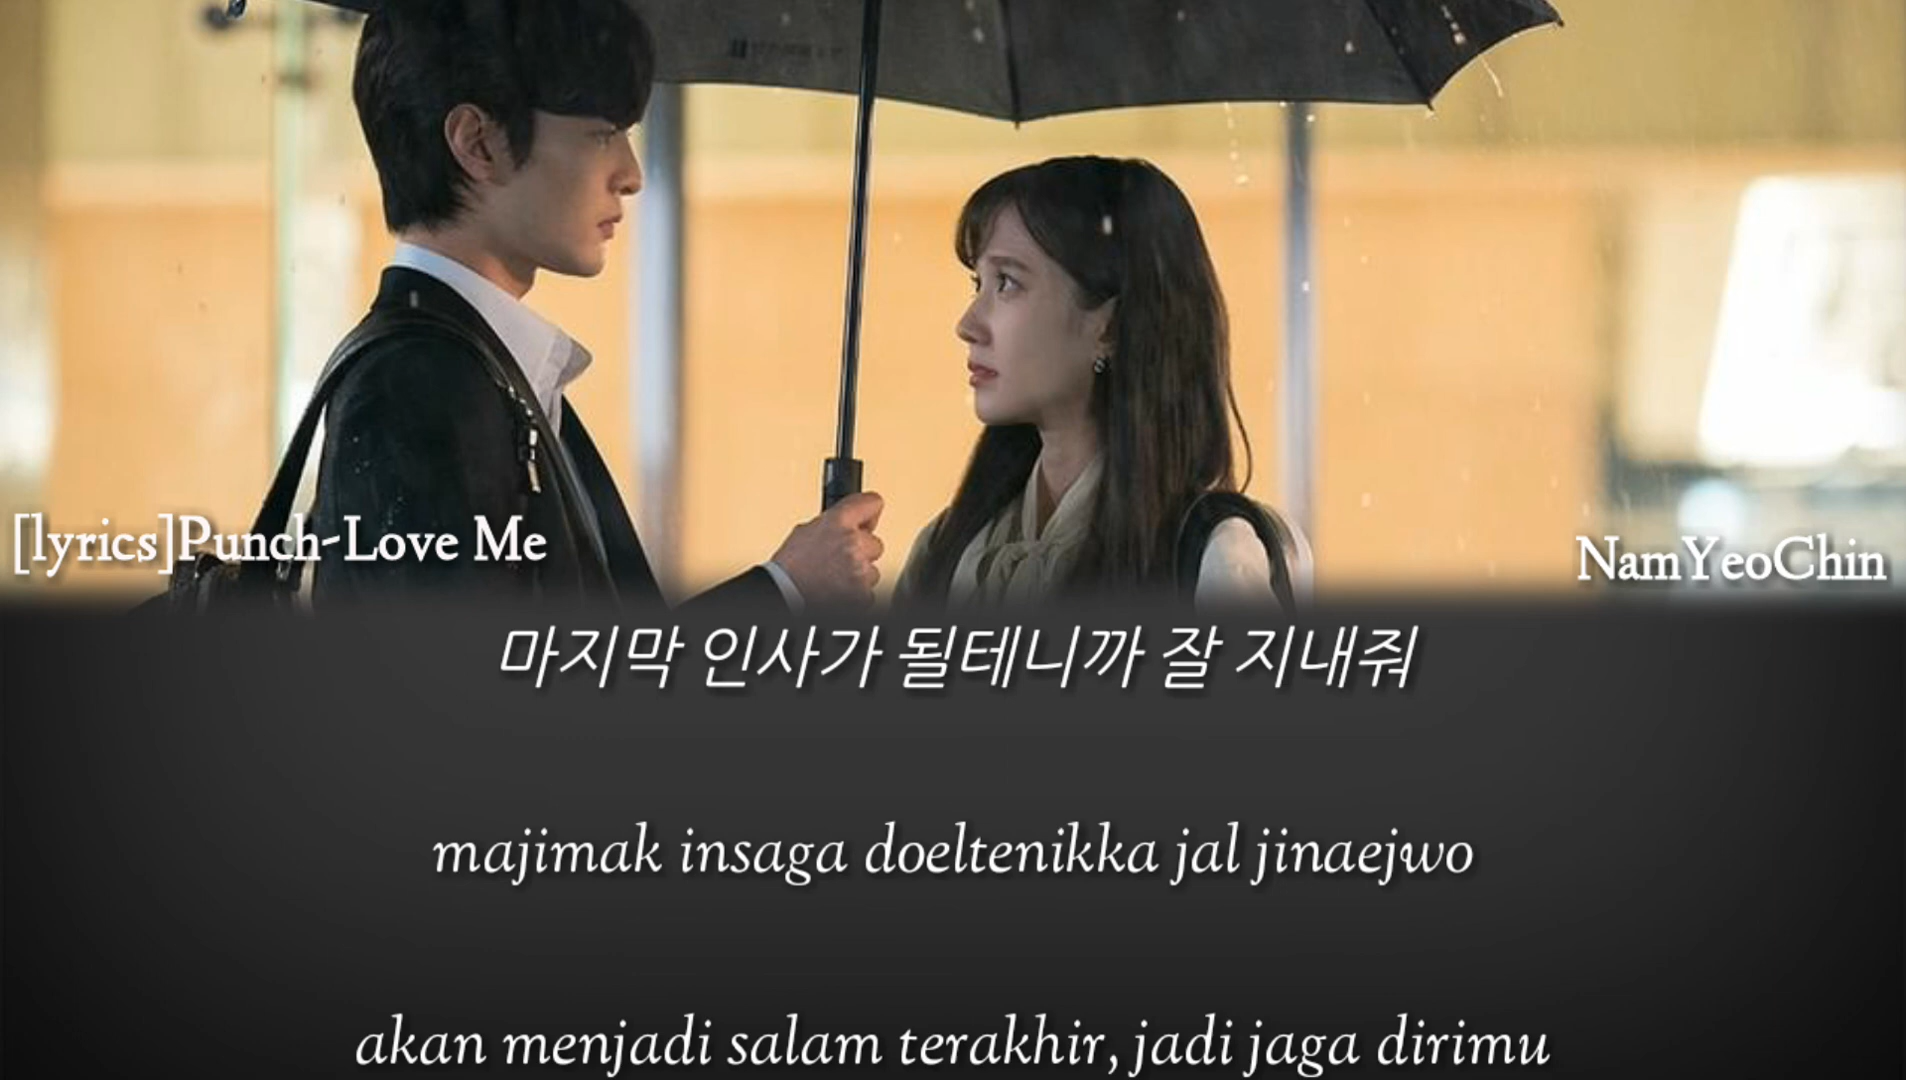 [lyrics]Punch-Love Me
NamYeoChin
마지막 인사가 될테니까 잘 지내줘
majimak insaga doeltenikka jal jinaejwo
akan menjadi salam terakhir, jadi jaga dirimu